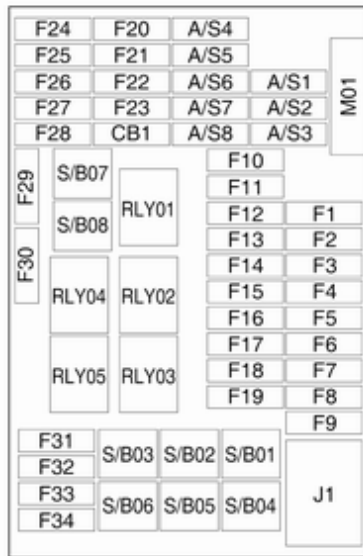 F24 F20 A/S4
F25 F21 A/S5
F26 F22 A/S6 A/S1
F27 F23 A/S7 A/S2
F28 CB1 A/S8 A/S3
M01
F29
F30
S/B07
S/B08
RLY01
RLY04 RLY02
RLY05 RLY03
F10
F11
F12 F1
F13 F2
F14 F3
F15 F4
F16 F5
F17 F6
F18 F7
F19 F8
F9
F31
F32
F33
F34
S/B03 S/B02 S/B01
S/B06 S/B05 S/B04
J1